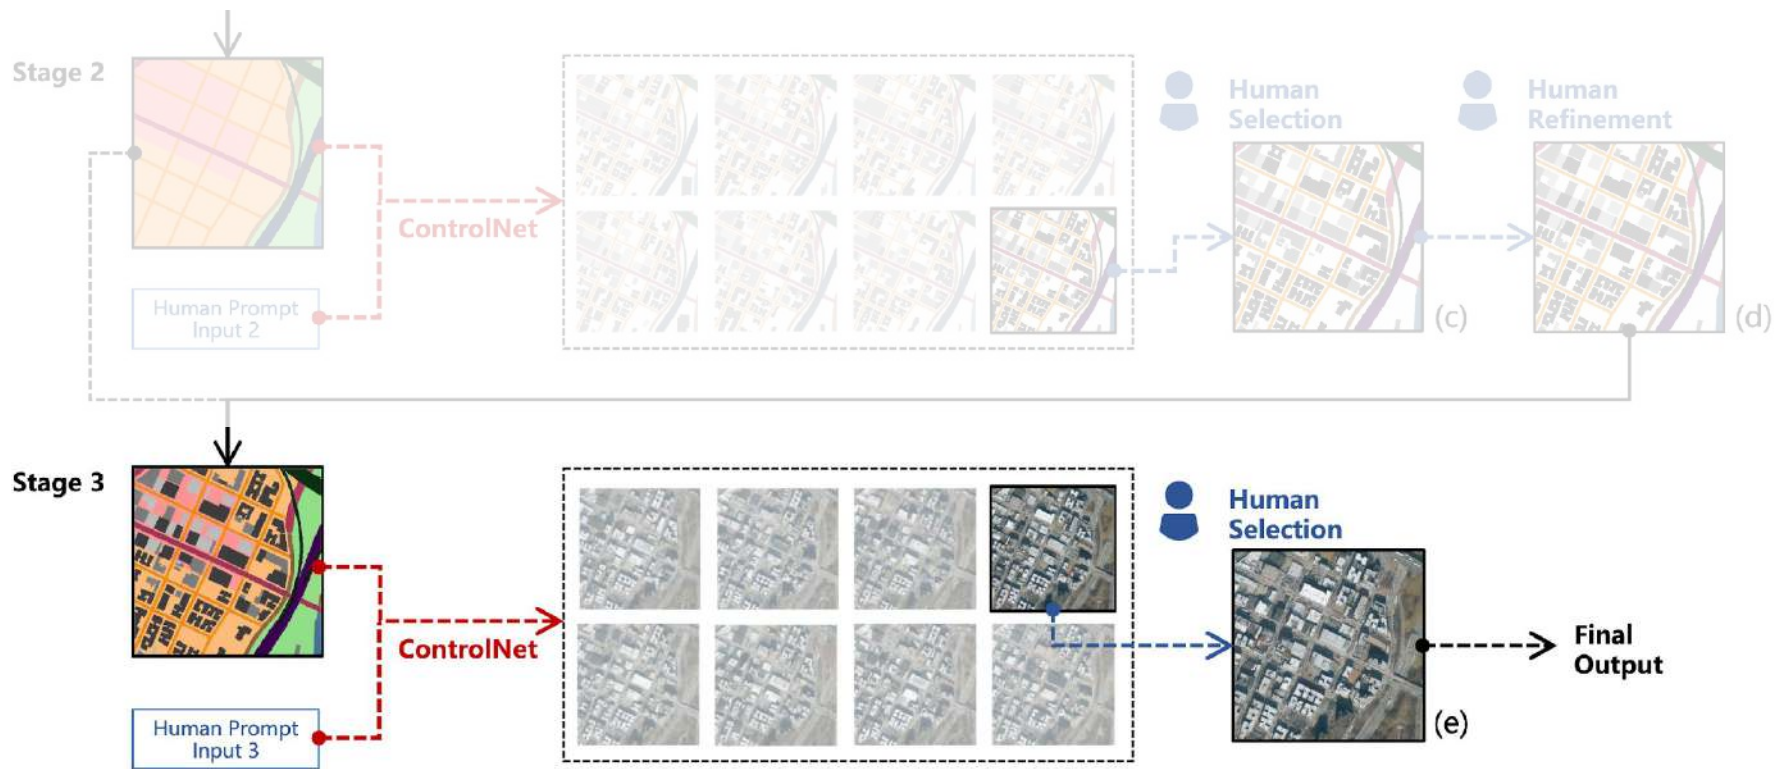 Stage 2
Human
Selection
Human
Refinement
ControlNet
Human Prompt
Input 2
(c)
(d)
Stage 3
Human
Selection
ControlNet
Human Prompt
Input 3
Final
Output
(e)